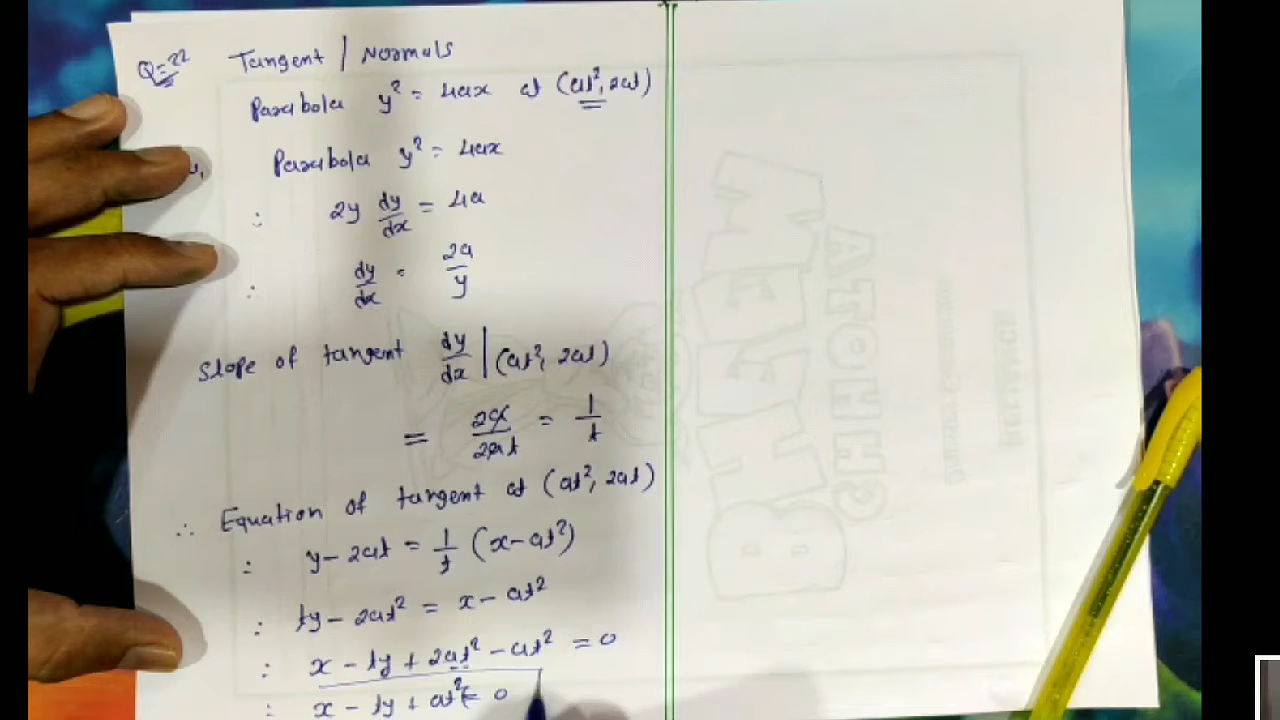 Q=22 Tangent / Normals
Parabola y² = 4ax at (at², 2at)
Parabola y² = 4ax
∴ 2y dy/dx = 4a
∴ dy/dx = 2a/y
Slope of tangent dy/dx | (at², 2at)
= 2a/2at = 1/t
∴ Equation of tangent at (at², 2at)
∴ y - 2at = 1/t (x - at²)
∴ ty - 2at² = x - at²
∴ x - ty + 2at² - at² = 0
∴ x - ty + at² = 0
BHEEM
CHHOTA